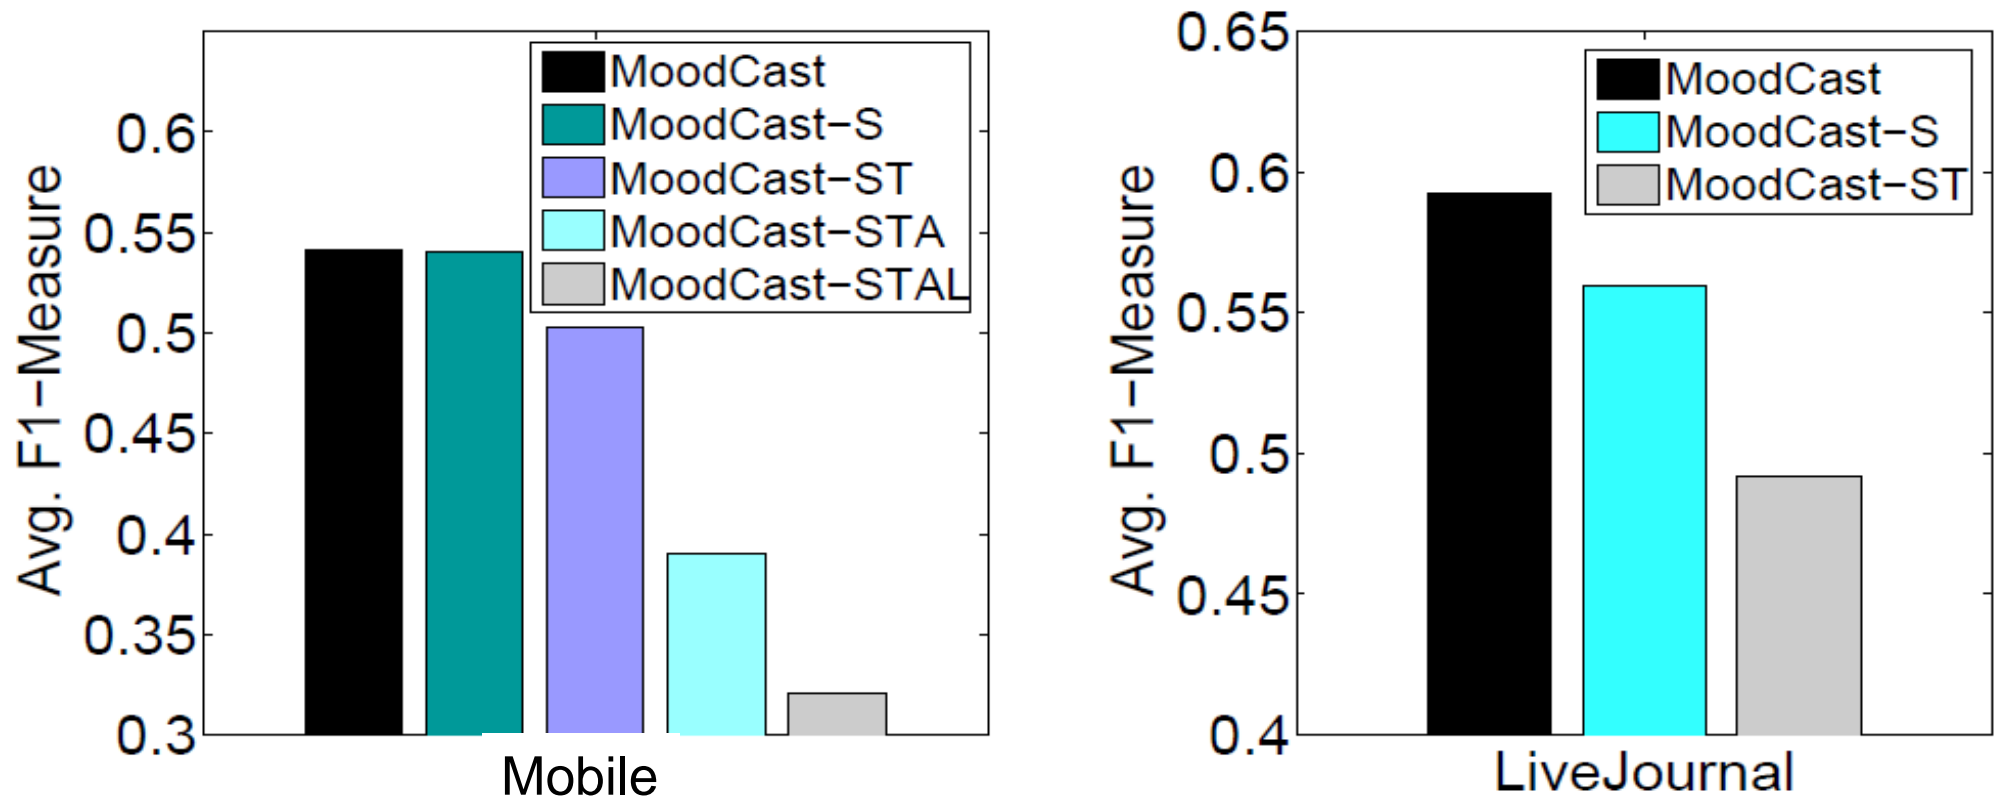 Avg. F1−Measure
0.6
0.55
0.5
0.45
0.4
0.35
0.3
MoodCast
MoodCast−S
MoodCast−ST
MoodCast−STA
MoodCast−STAL
Mobile
Avg. F1−Measure
0.65
0.6
0.55
0.5
0.45
0.4
MoodCast
MoodCast−S
MoodCast−ST
LiveJournal